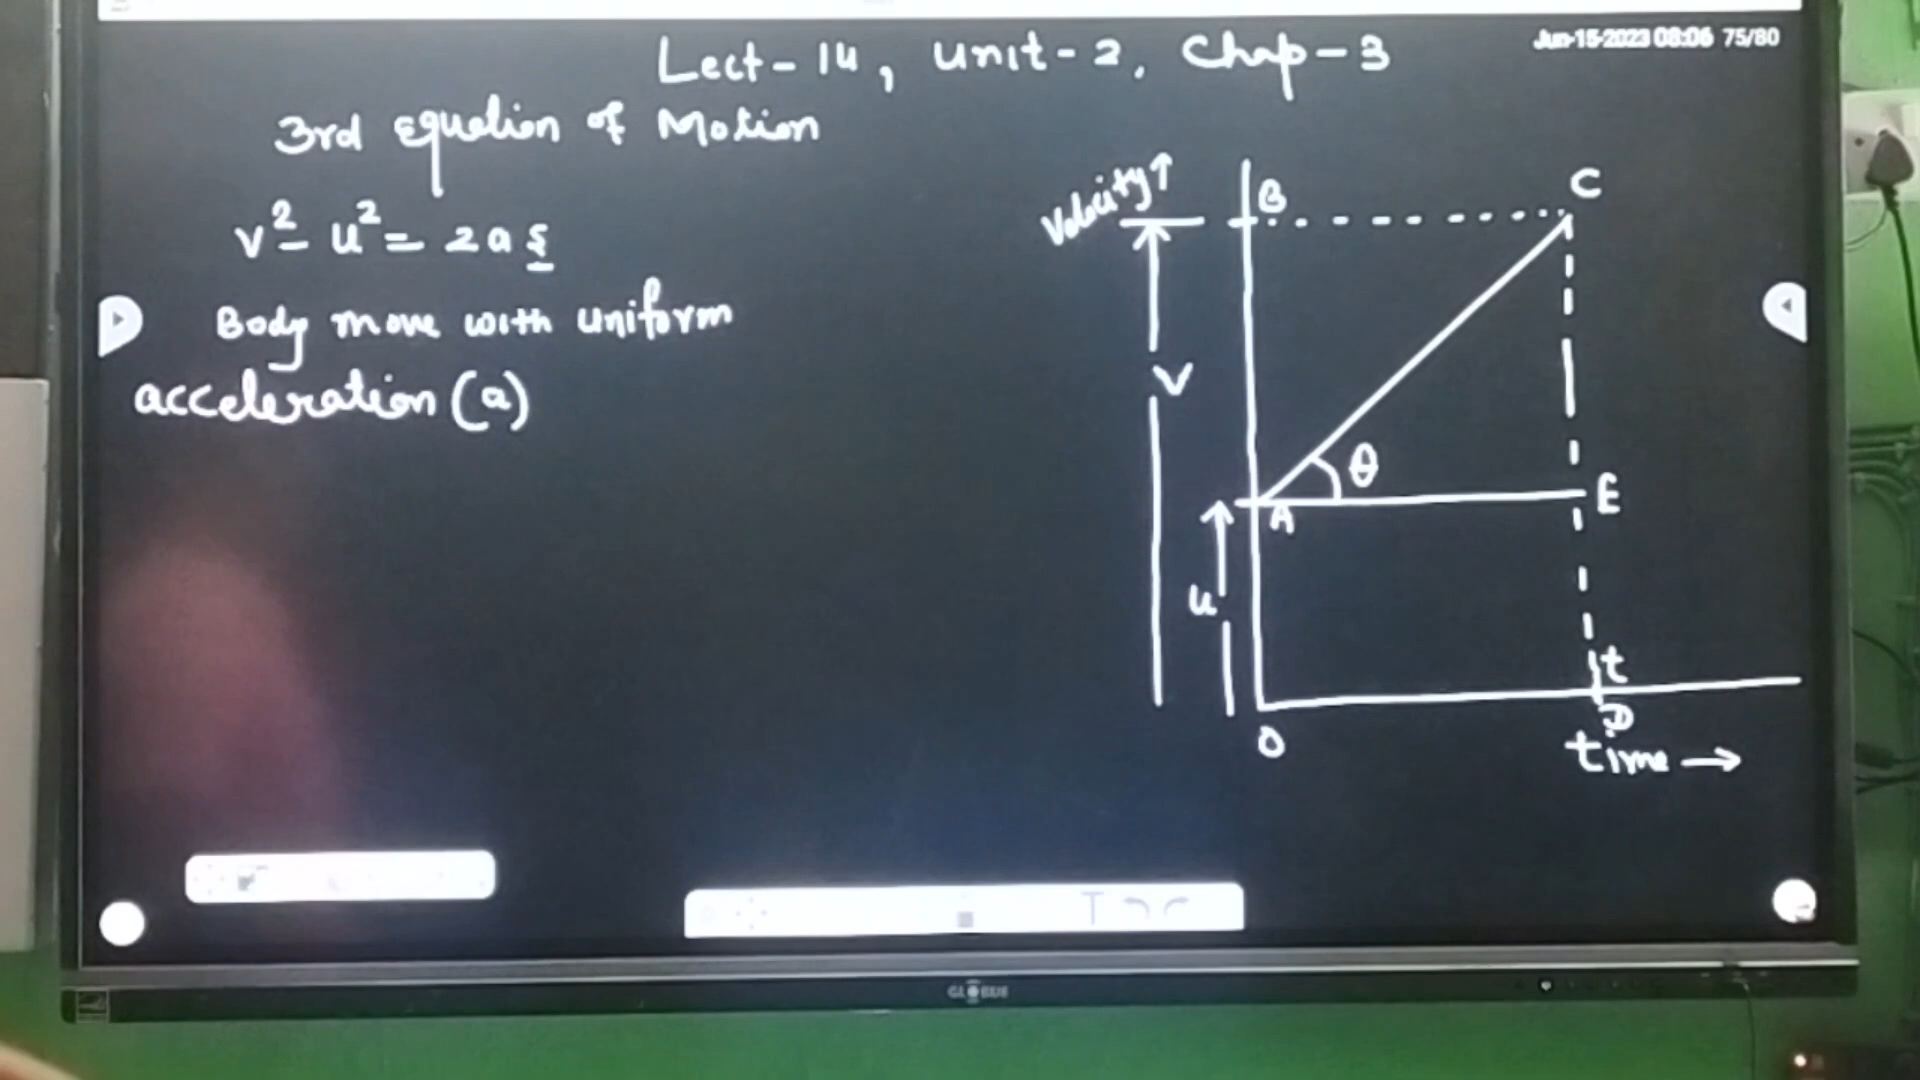 Jun-15-2023 08:06 75/80
Lect-14, Unit-2, Chap-3
3rd Equation of Motion
v² - u² = 2as
Body move with uniform
acceleration (a)
Velocity ↑
B
C
V
θ
A
E
u
t
O
D
time →
GLOBUS